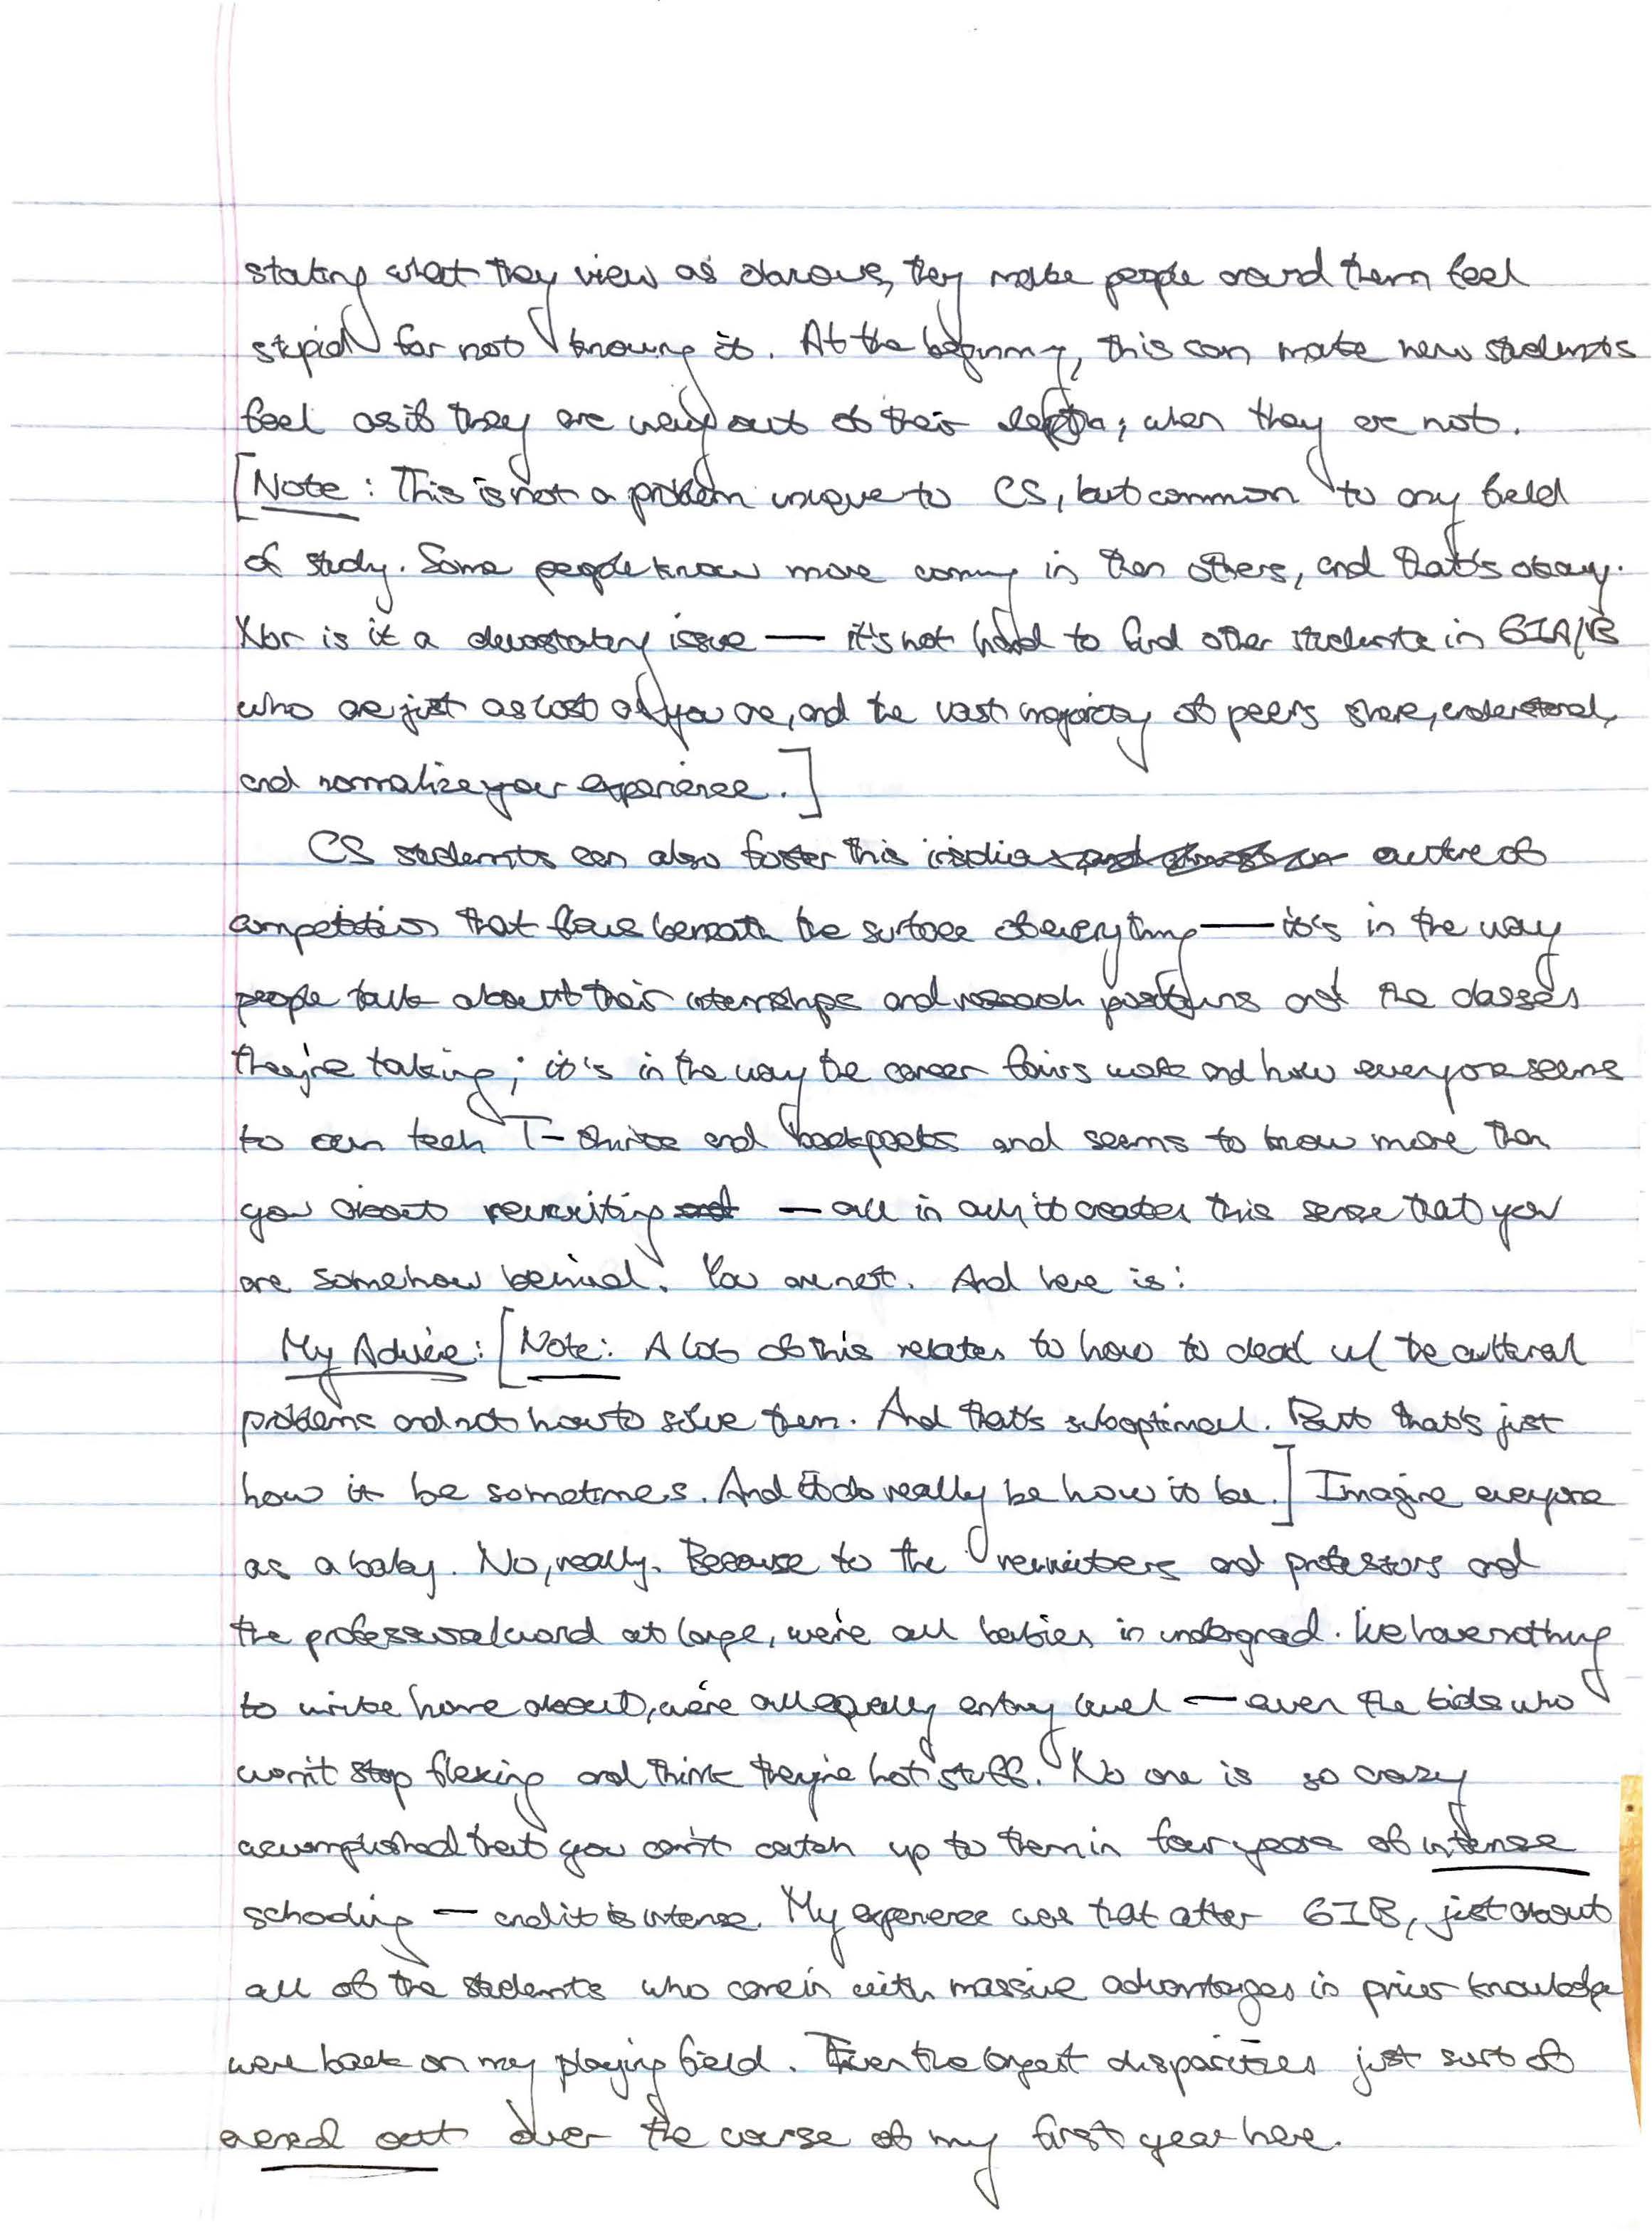 stating what they view as obvious, they make people around them feel
stupid for not knowing it. At the beginning, this can make new students
feel as if they are way out of their depth, when they are not.
[Note: This is not a problem unique to CS, but common to any field
of study. Some people know more coming in than others, and that's okay.
Nor is it a devastating issue — it's not hard to find other students in 61A/B
who are just as lost as you are, and the vast majority of peers share, understand,
and normalize your experience.]
CS students can also foster this culture of
competition that flows beneath the surface of everything — it's in the way
people talk about their internships and research positions and the classes
they're taking; it's in the way the career fairs work and how everyone seems
to own tech T-shirts and backpacks and seems to know more than
you about recruiting — all in all, it creates this sense that you
are somehow behind. You are not. And here is:
My Advice: [Note: A lot of this relates to how to deal w/ the cultural
problems and not how to solve them. And that's suboptimal. But that's just
how it be sometimes. And it do really be how it be.] Imagine everyone
as a baby. No, really. Because to the recruiters and professors and
the professional world at large, we're all babies in undergrad. We have nothing
to write home about, we're all equally entry level — even the kids who
won't stop flexing and think they're hot stuff. No one is so crazy
accomplished that you can't catch up to them in four years of intense
schooling — and it is intense. My experience was that after 61B, just about
all of the students who came in with massive advantages in prior knowledge
were back on my playing field. Even the largest disparities just sort of
evened out over the course of my first year here.